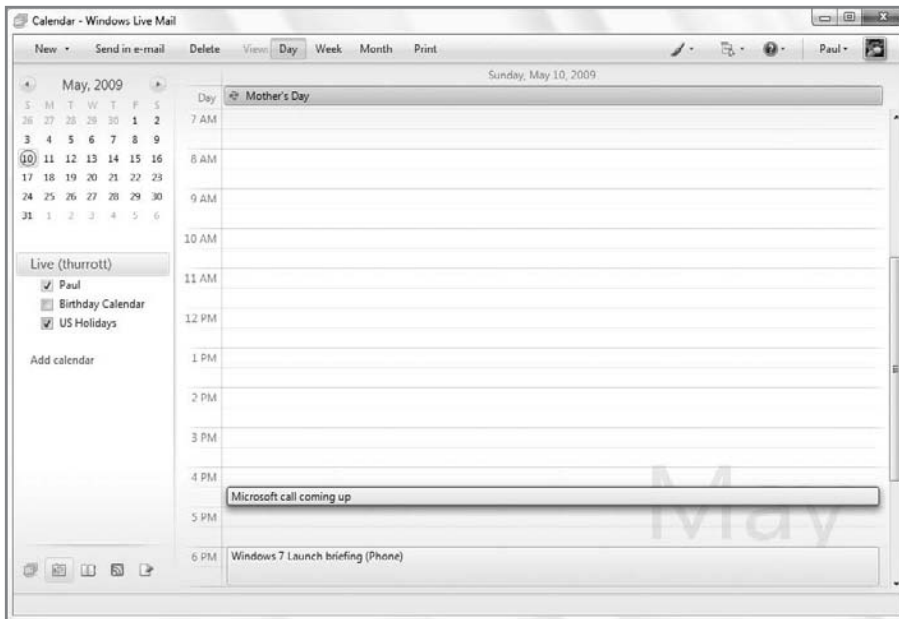 Calendar - Windows Live Mail
New Send in e-mail Delete View: Day Week Month Print Paul
May, 2009
S M T W T F S
26 27 28 29 30 1 2
3 4 5 6 7 8 9
10 11 12 13 14 15 16
17 18 19 20 21 22 23
24 25 26 27 28 29 30
31 1 2 3 4 5 6
Live (thurrott)
Paul
Birthday Calendar
US Holidays
Add calendar
Sunday, May 10, 2009
Day Mother's Day
7 AM
8 AM
9 AM
10 AM
11 AM
12 PM
1 PM
2 PM
3 PM
4 PM
Microsoft call coming up
5 PM
6 PM Windows 7 Launch briefing (Phone)
May